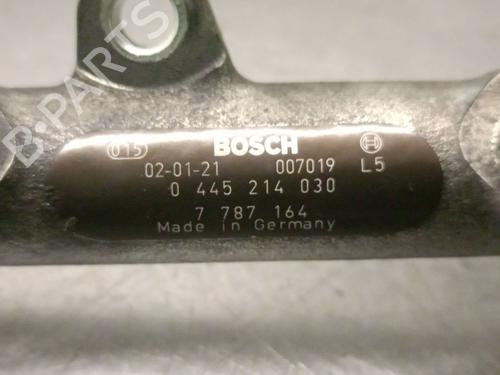 B-PARTS
015 BOSCH
02-01-21 007019 L5
0 445 214 030
7 787 164
Made in Germany